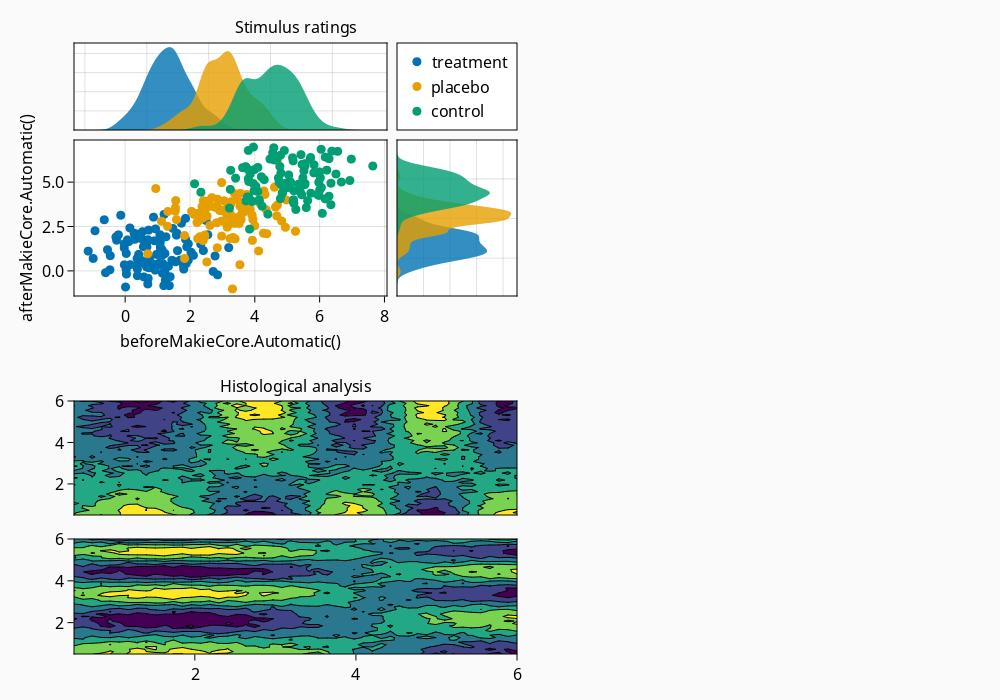 Stimulus ratings
treatment
placebo
control
afterMakieCore.Automatic()
5.0
2.5
0.0
0 2 4 6 8
beforeMakieCore.Automatic()
Histological analysis
6
4
2
6
4
2
2 4 6